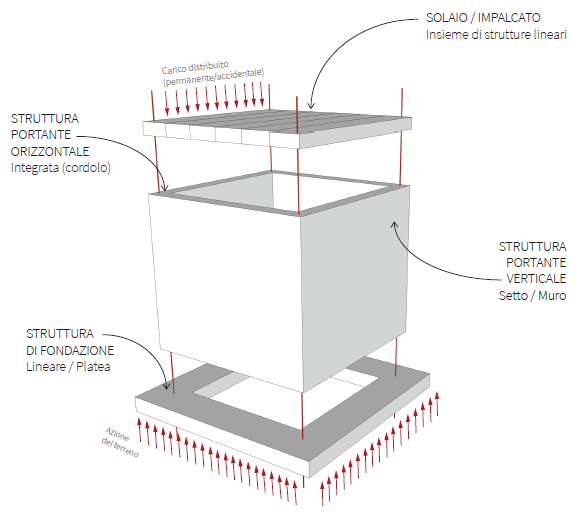 SOLAIO / IMPALCATO
Insieme di strutture lineari
Carico distribuito
(permanente/accidentale)
STRUTTURA
PORTANTE
ORIZZONTALE
Integrata (cordolo)
STRUTTURA
PORTANTE
VERTICALE
Setto / Muro
STRUTTURA
DI FONDAZIONE
Lineare / Platea
Azione
del terreno